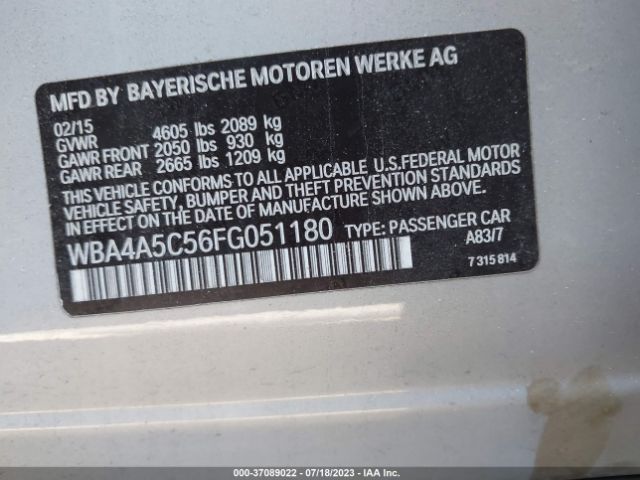 MFD BY BAYERISCHE MOTOREN WERKE AG
02/15
GVWR 4605 lbs 2089 kg
GAWR FRONT 2050 lbs 930 kg
GAWR REAR 2665 lbs 1209 kg
THIS VEHICLE CONFORMS TO ALL APPLICABLE U.S.FEDERAL MOTOR
VEHICLE SAFETY, BUMPER AND THEFT PREVENTION STANDARDS
IN EFFECT ON THE DATE OF MANUFACTURE SHOWN ABOVE.
WBA4A5C56FG051180 TYPE: PASSENGER CAR
A83/7
7 315 814
000-37089022 - 07/18/2023 - IAA Inc.